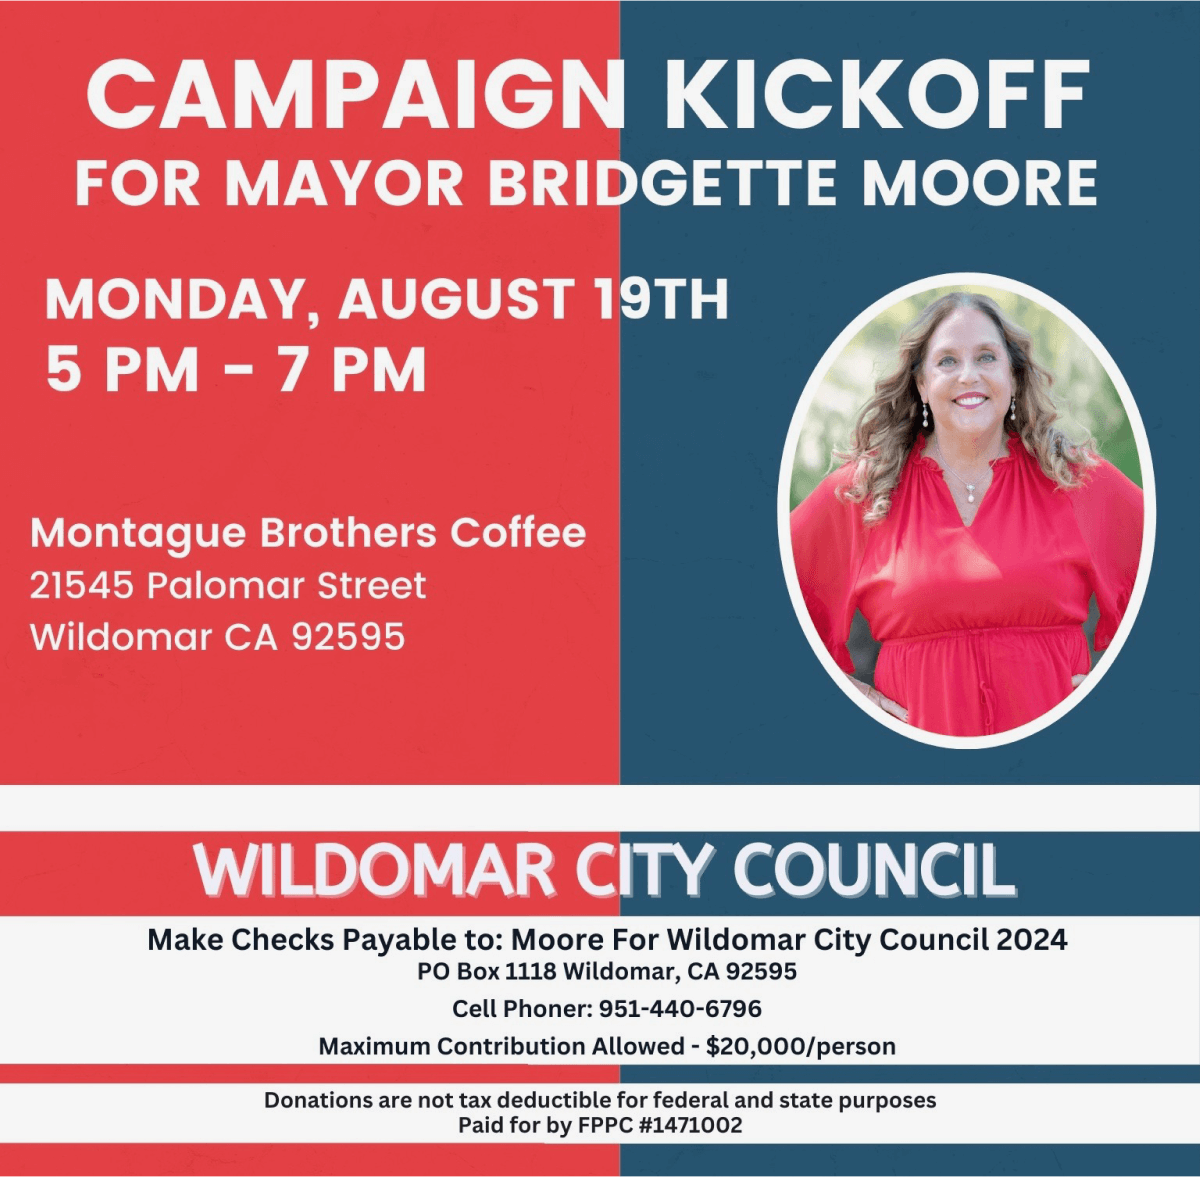 CAMPAIGN KICKOFF
FOR MAYOR BRIDGETTE MOORE
MONDAY, AUGUST 19TH
5 PM - 7 PM
Montague Brothers Coffee
21545 Palomar Street
Wildomar CA 92595
WILDOMAR CITY COUNCIL
Make Checks Payable to: Moore For Wildomar City Council 2024
PO Box 1118 Wildomar, CA 92595
Cell Phoner: 951-440-6796
Maximum Contribution Allowed - $20,000/person
Donations are not tax deductible for federal and state purposes
Paid for by FPPC #1471002